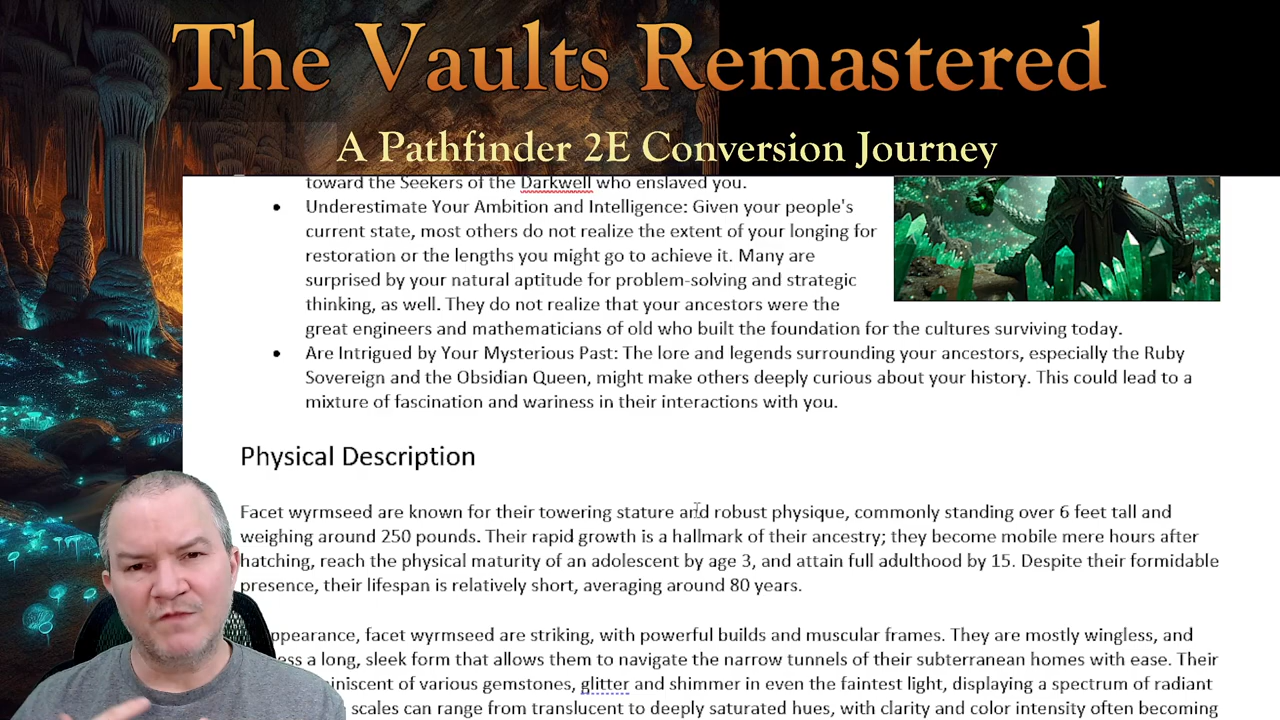 The Vaults Remastered
A Pathfinder 2E Conversion Journey
toward the Seekers of the Darkwell who enslaved you.
• Underestimate Your Ambition and Intelligence: Given your people's
current state, most others do not realize the extent of your longing for
restoration or the lengths you might go to achieve it. Many are
surprised by your natural aptitude for problem-solving and strategic
thinking, as well. They do not realize that your ancestors were the
great engineers and mathematicians of old who built the foundation for the cultures surviving today.
• Are Intrigued by Your Mysterious Past: The lore and legends surrounding your ancestors, especially the Ruby
Sovereign and the Obsidian Queen, might make others deeply curious about your history. This could lead to a
mixture of fascination and wariness in their interactions with you.
Physical Description
Facet wyrmseed are known for their towering stature and robust physique, commonly standing over 6 feet tall and
weighing around 250 pounds. Their rapid growth is a hallmark of their ancestry; they become mobile mere hours after
hatching, reach the physical maturity of an adolescent by age 3, and attain full adulthood by 15. Despite their formidable
presence, their lifespan is relatively short, averaging around 80 years.
appearance, facet wyrmseed are striking, with powerful builds and muscular frames. They are mostly wingless, and
a long, sleek form that allows them to navigate the narrow tunnels of their subterranean homes with ease. Their
of various gemstones, glitter and shimmer in even the faintest light, displaying a spectrum of radiant
scales can range from translucent to deeply saturated hues, with clarity and color intensity often becoming